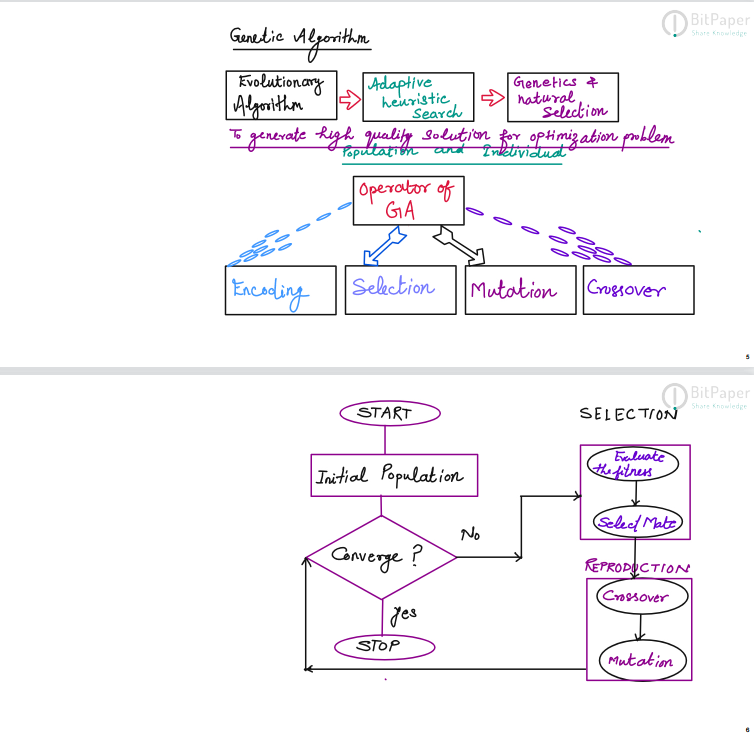 BitPaper
Share Knowledge
Genetic Algorithm
Evolutionary
Algorithm
Adaptive
heuristic
Search
Genetics &
natural
Selection
To generate high quality solution for optimization problem
Population and Individual
Operator of
GA
Encoding
Selection
Mutation
Crossover
5
BitPaper
Share Knowledge
START
SELECTION
Initial Population
Evaluate
the fitness
Select Mate
No
Converge ?
REPRODUCTION
Crossover
Yes
STOP
Mutation
6